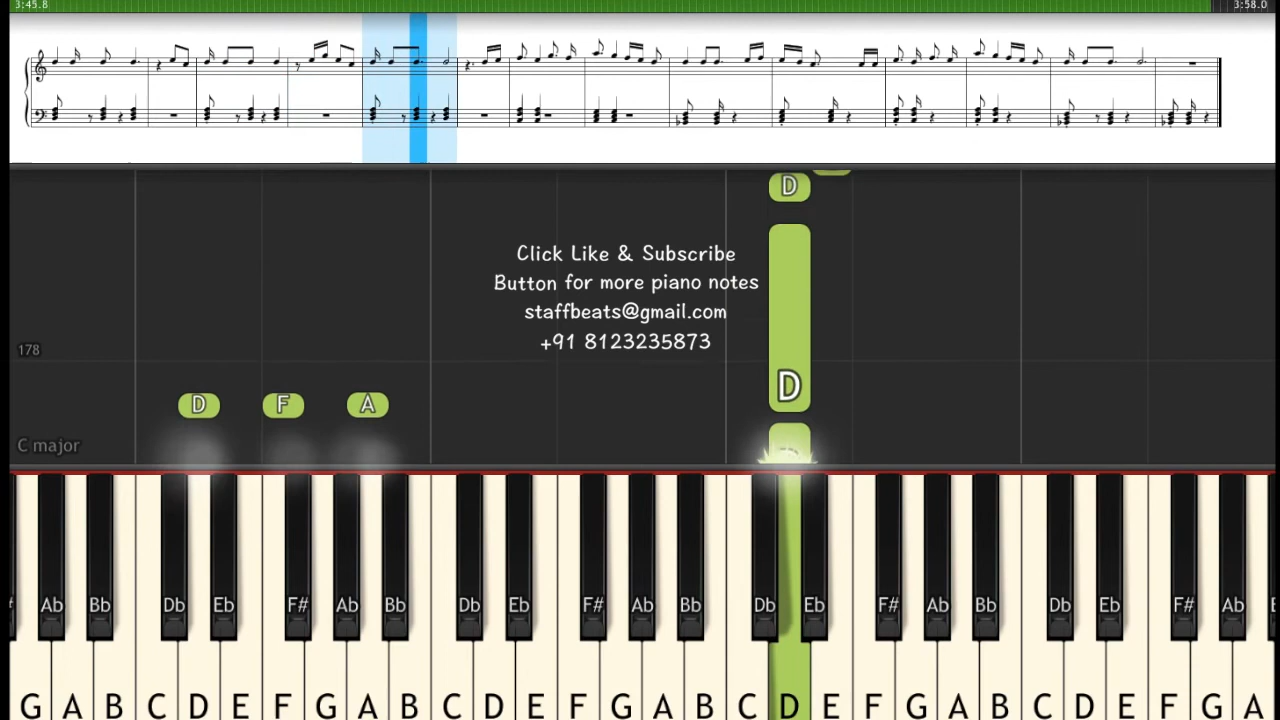 3:45.8 3:58.0
D
Click Like & Subscribe
Button for more piano notes
staffbeats@gmail.com
+91 8123235873
178
D
D F A
C major
Ab Bb Db Eb F# Ab Bb Db Eb F# Ab Bb Db Eb F# Ab Bb Db Eb F# Ab
G A B C D E F G A B C D E F G A B C D E F G A B C D E F G A